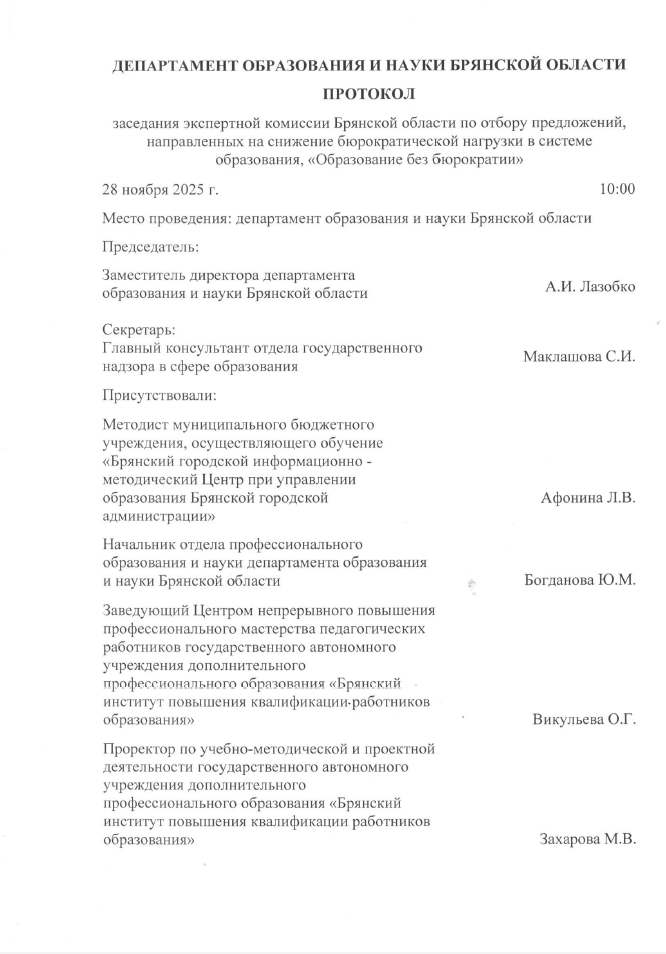 ДЕПАРТАМЕНТ ОБРАЗОВАНИЯ И НАУКИ БРЯНСКОЙ ОБЛАСТИ
ПРОТОКОЛ
заседания экспертной комиссии Брянской области по отбору предложений,
направленных на снижение бюрократической нагрузки в системе
образования, «Образование без бюрократии»
28 ноября 2025 г. 10:00
Место проведения: департамент образования и науки Брянской области
Председатель:
Заместитель директора департамента
образования и науки Брянской области А.И. Лазобко
Секретарь:
Главный консультант отдела государственного
надзора в сфере образования Маклашова С.И.
Присутствовали:
Методист муниципального бюджетного
учреждения, осуществляющего обучение
«Брянский городской информационно -
методический Центр при управлении
образования Брянской городской Афонина Л.В.
администрации»
Начальник отдела профессионального
образования и науки департамента образования
и науки Брянской области Богданова Ю.М.
Заведующий Центром непрерывного повышения
профессионального мастерства педагогических
работников государственного автономного
учреждения дополнительного
профессионального образования «Брянский
институт повышения квалификации работников
образования» Викульева О.Г.
Проректор по учебно-методической и проектной
деятельности государственного автономного
учреждения дополнительного
профессионального образования «Брянский
институт повышения квалификации работников
образования» Захарова М.В.